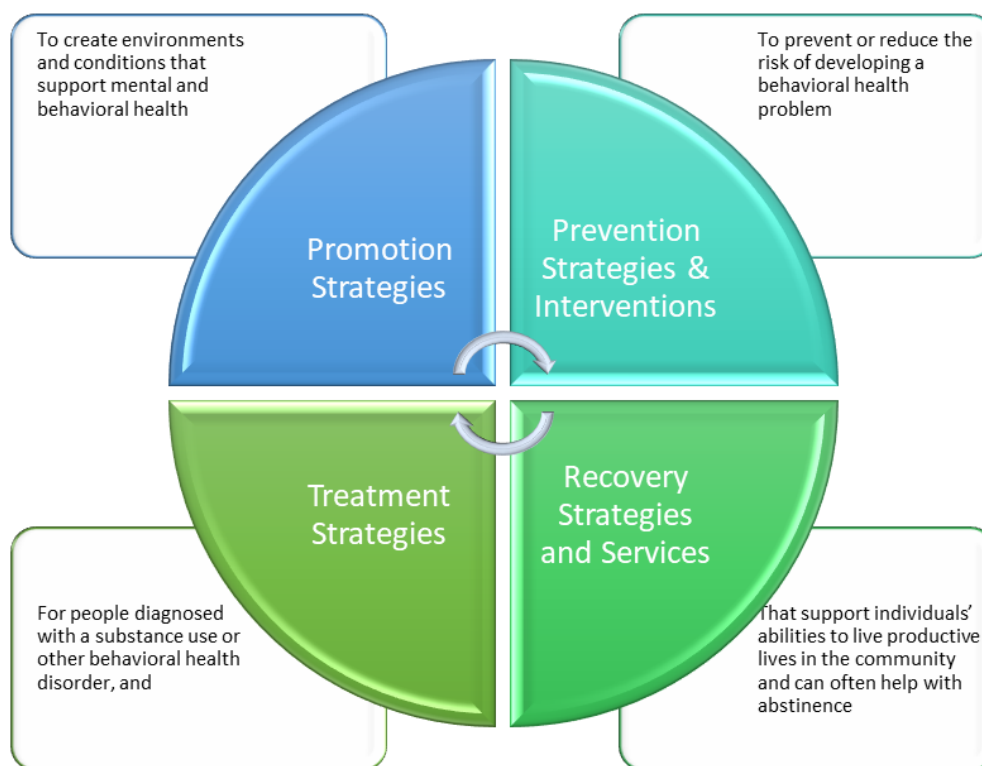 To create environments
and conditions that
support mental and
behavioral health
To prevent or reduce the
risk of developing a
behavioral health
problem
Promotion
Strategies
Prevention
Strategies &
Interventions
Treatment
Strategies
Recovery
Strategies
and Services
For people diagnosed
with a substance use or
other behavioral health
disorder, and
That support individuals’
abilities to live productive
lives in the community
and can often help with
abstinence